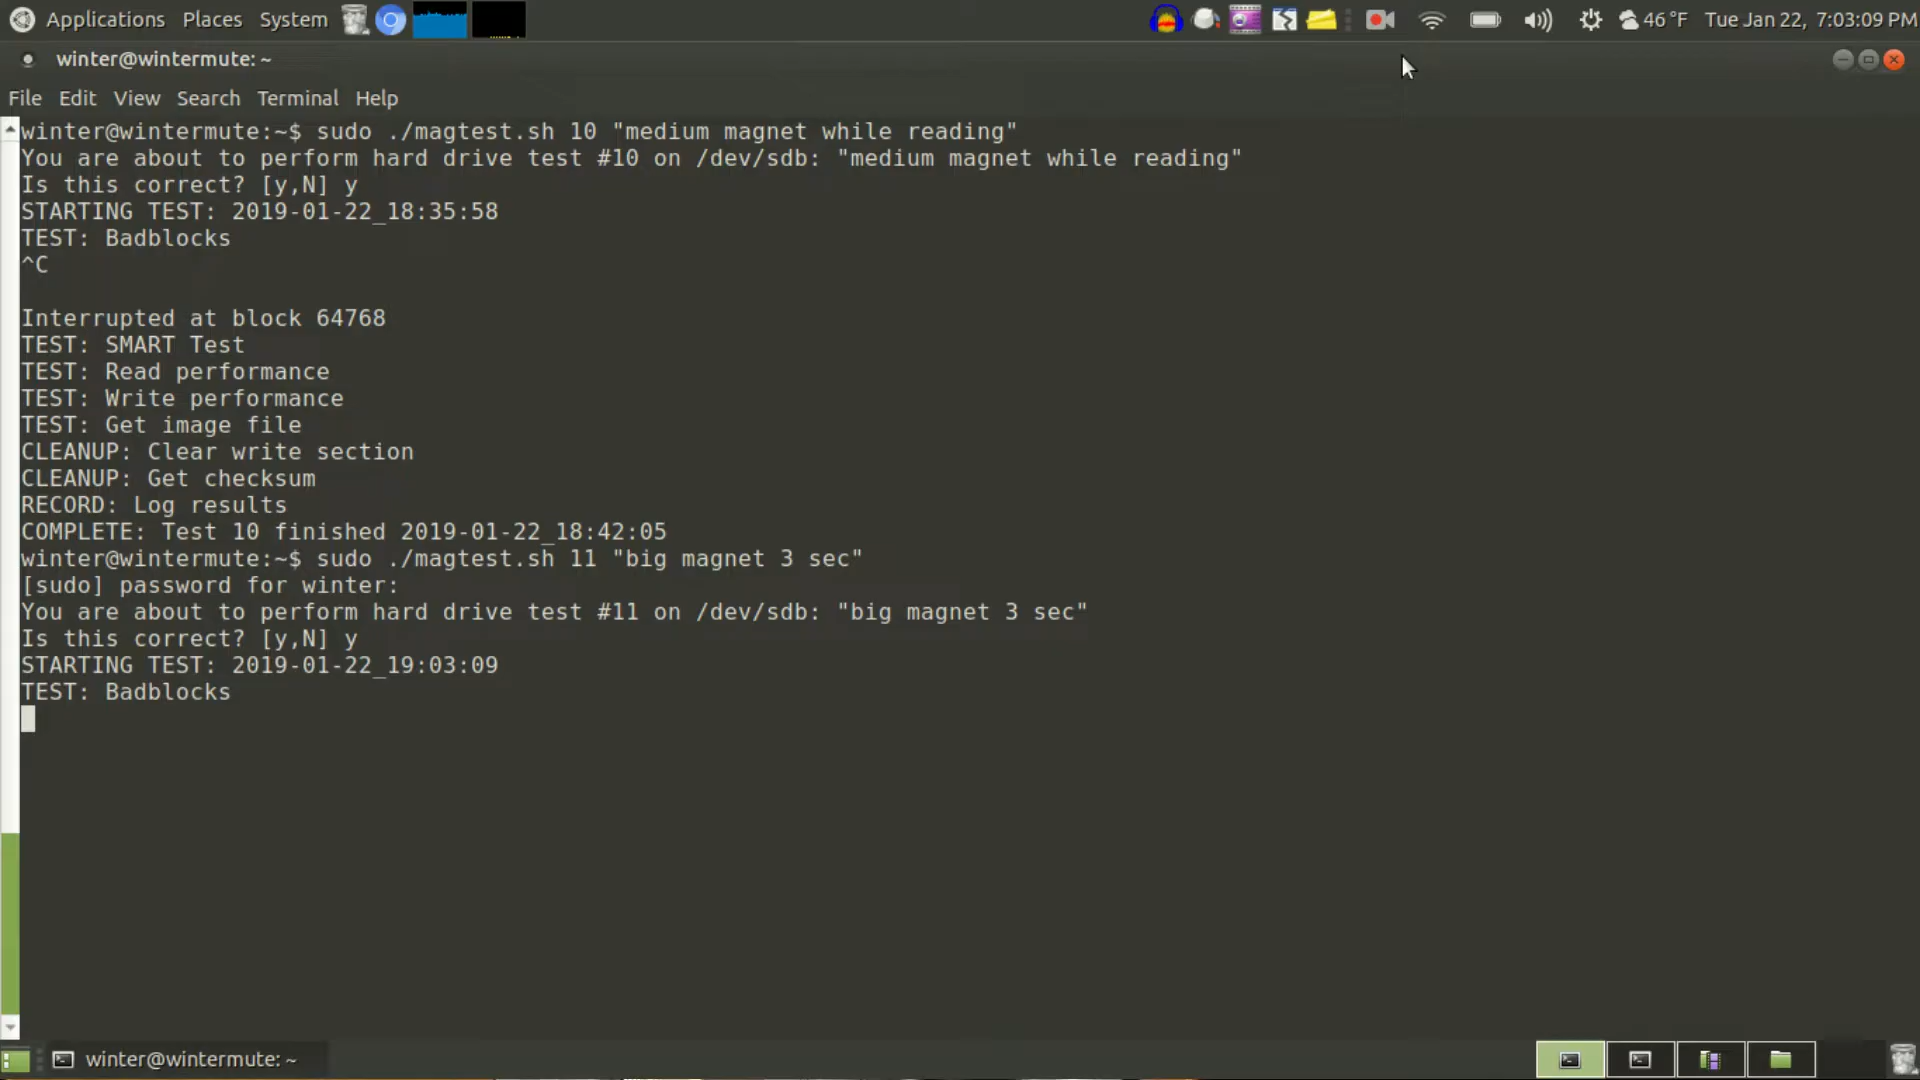 Applications Places System 46 °F Tue Jan 22, 7:03:09 PM
winter@wintermute: ~
File Edit View Search Terminal Help
winter@wintermute:~$ sudo ./magtest.sh 10 "medium magnet while reading"
You are about to perform hard drive test #10 on /dev/sdb: "medium magnet while reading"
Is this correct? [y,N] y
STARTING TEST: 2019-01-22_18:35:58
TEST: Badblocks
^C
Interrupted at block 64768
TEST: SMART Test
TEST: Read performance
TEST: Write performance
TEST: Get image file
CLEANUP: Clear write section
CLEANUP: Get checksum
RECORD: Log results
COMPLETE: Test 10 finished 2019-01-22_18:42:05
winter@wintermute:~$ sudo ./magtest.sh 11 "big magnet 3 sec"
[sudo] password for winter:
You are about to perform hard drive test #11 on /dev/sdb: "big magnet 3 sec"
Is this correct? [y,N] y
STARTING TEST: 2019-01-22_19:03:09
TEST: Badblocks
winter@wintermute: ~